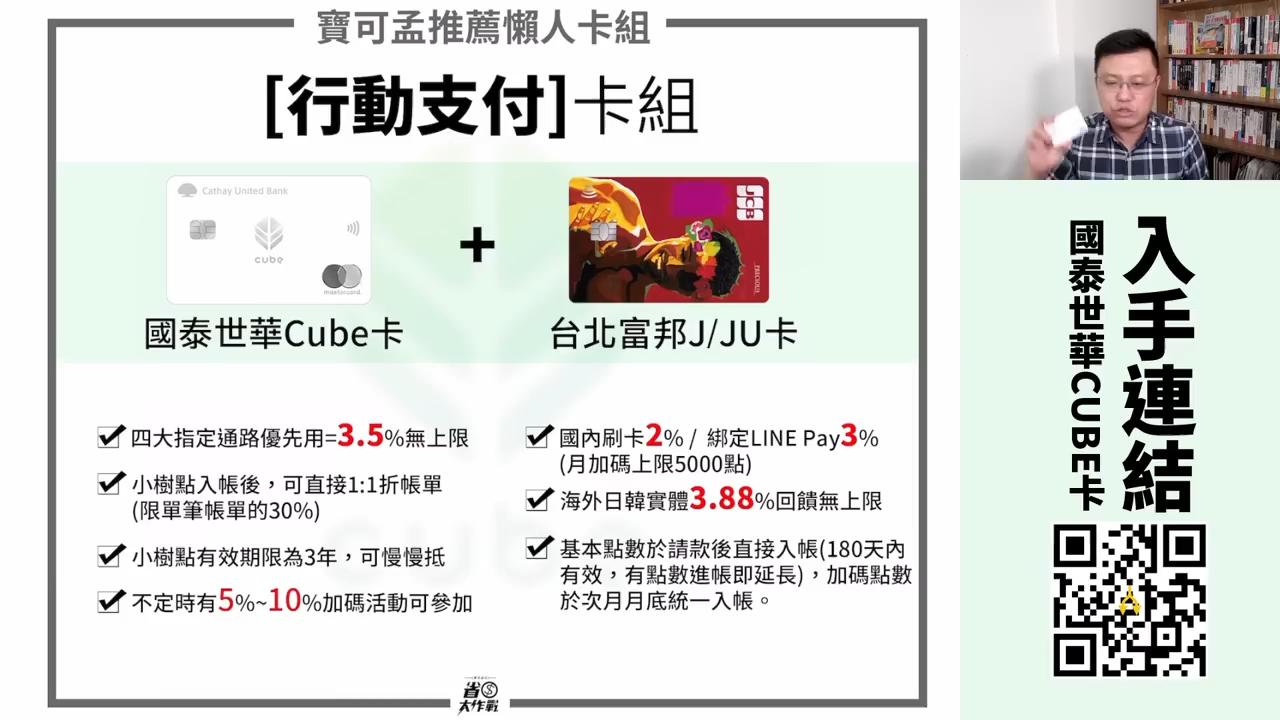 寶可孟推薦懶人卡組
[行動支付]卡組
Cathay United Bank
cube
mastercard.
+
JCB
PRECIOUS.
國泰世華Cube卡
台北富邦J/JU卡
四大指定通路優先用=3.5%無上限
小樹點入帳後，可直接1:1折帳單
(限單筆帳單的30%)
小樹點有效期限為3年，可慢慢抵
不定時有5%~10%加碼活動可參加
國內刷卡2% / 綁定LINE Pay3%
(月加碼上限5000點)
海外日韓實體3.88%回饋無上限
基本點數於請款後直接入帳(180天內
有效，有點數進帳即延長)，加碼點數
於次月月底統一入帳。
省$
大作戰
入手連結
國泰世華CUBE卡